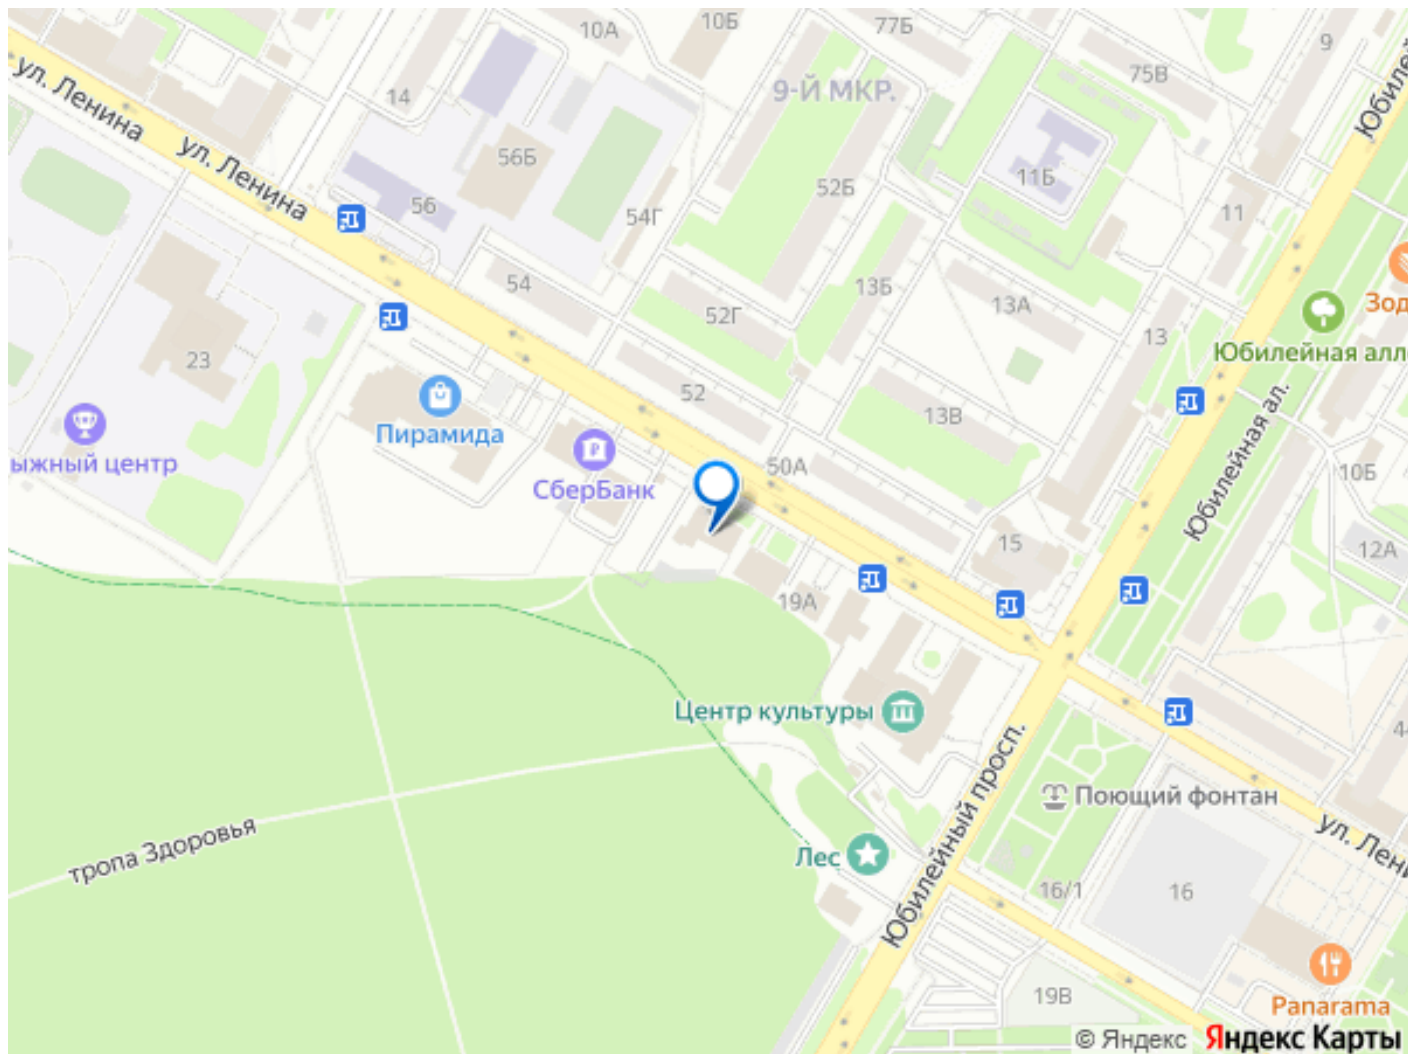 10А
10Б
77Б
9
75В
9-Й МКР.
14
ул. Ленина
ул. Ленина
56Б
56
54Г
52Б
11Б
11
Юбилей
54
52Г
13Б
13А
13
Зод
Юбилейная алл
23
52
13В
Юбилейная ал.
Пирамида
ыжный центр
СберБанк
50А
10Б
12А
15
19А
Центр культуры
Юбилейный просп.
44
Поющий фонтан
ул. Лени
тропа Здоровья
Лес
16/1
16
19В
Panarama
© Яндекс Яндекс Карты